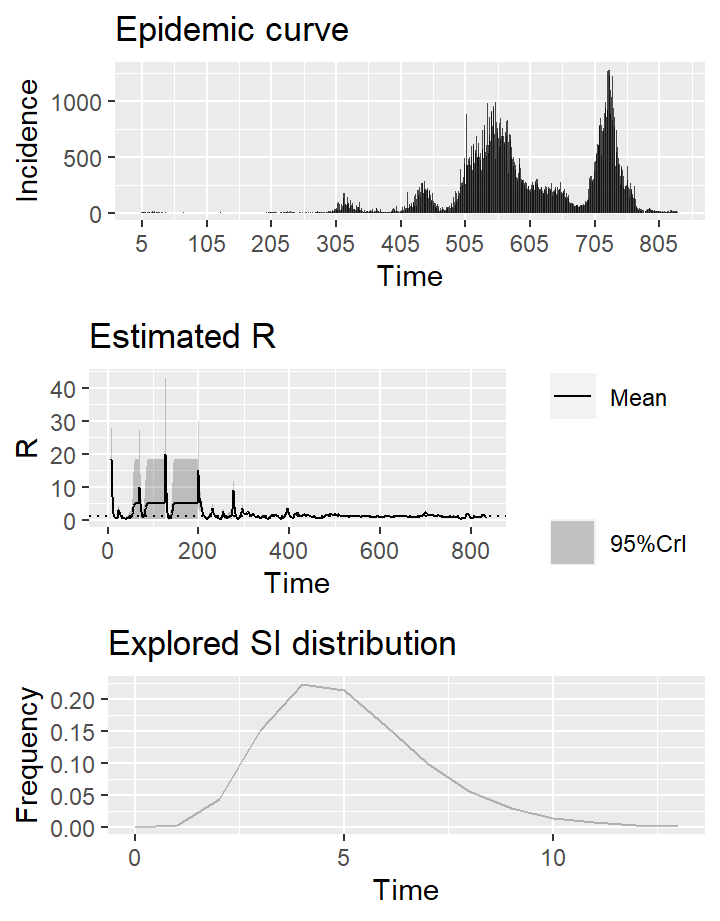 Epidemic curve
Incidence
1000
500
0
5 105 205 305 405 505 605 705 805
Time
Estimated R
R
40
30
20
10
0
0 200 400 600 800
Time
Mean
95%CrI
Explored SI distribution
Frequency
0.20
0.15
0.10
0.05
0.00
0 5 10
Time